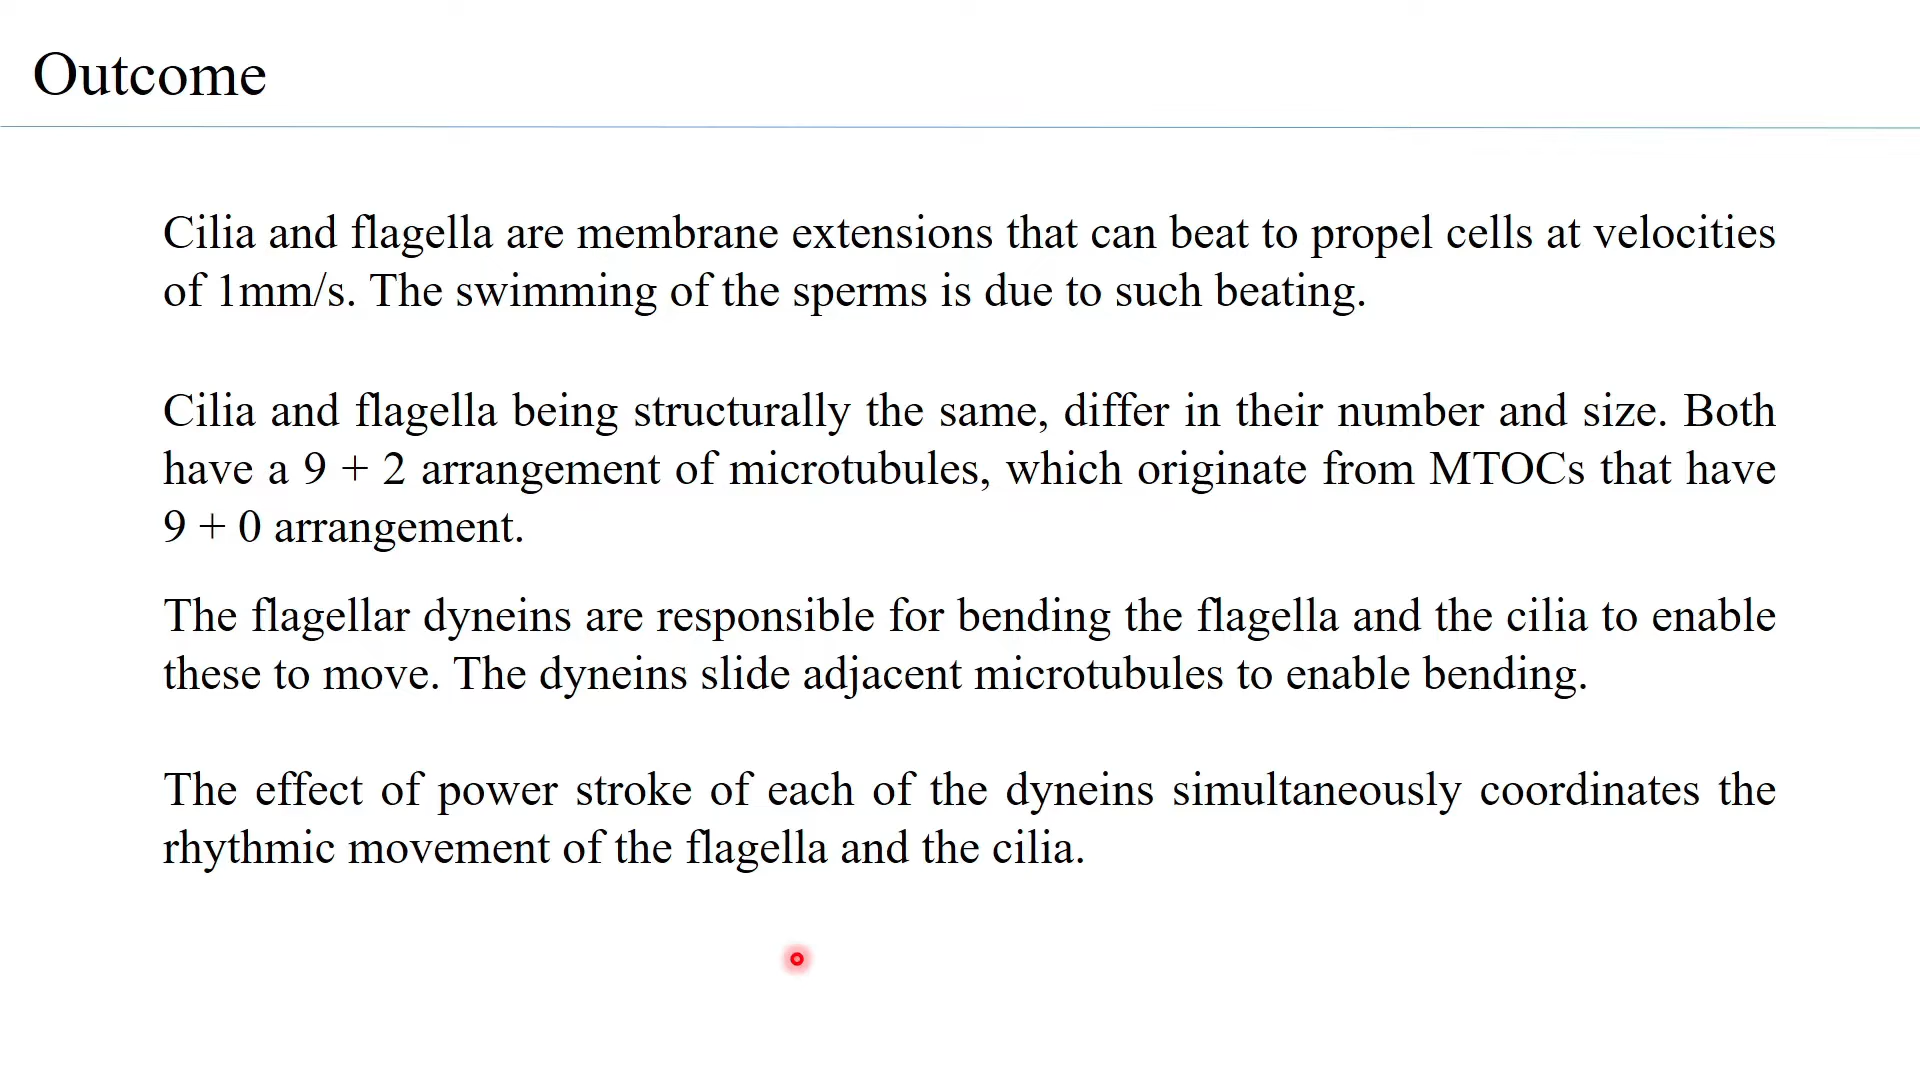 Outcome
Cilia and flagella are membrane extensions that can beat to propel cells at velocities
of 1mm/s. The swimming of the sperms is due to such beating.
Cilia and flagella being structurally the same, differ in their number and size. Both
have a 9 + 2 arrangement of microtubules, which originate from MTOCs that have
9 + 0 arrangement.
The flagellar dyneins are responsible for bending the flagella and the cilia to enable
these to move. The dyneins slide adjacent microtubules to enable bending.
The effect of power stroke of each of the dyneins simultaneously coordinates the
rhythmic movement of the flagella and the cilia.